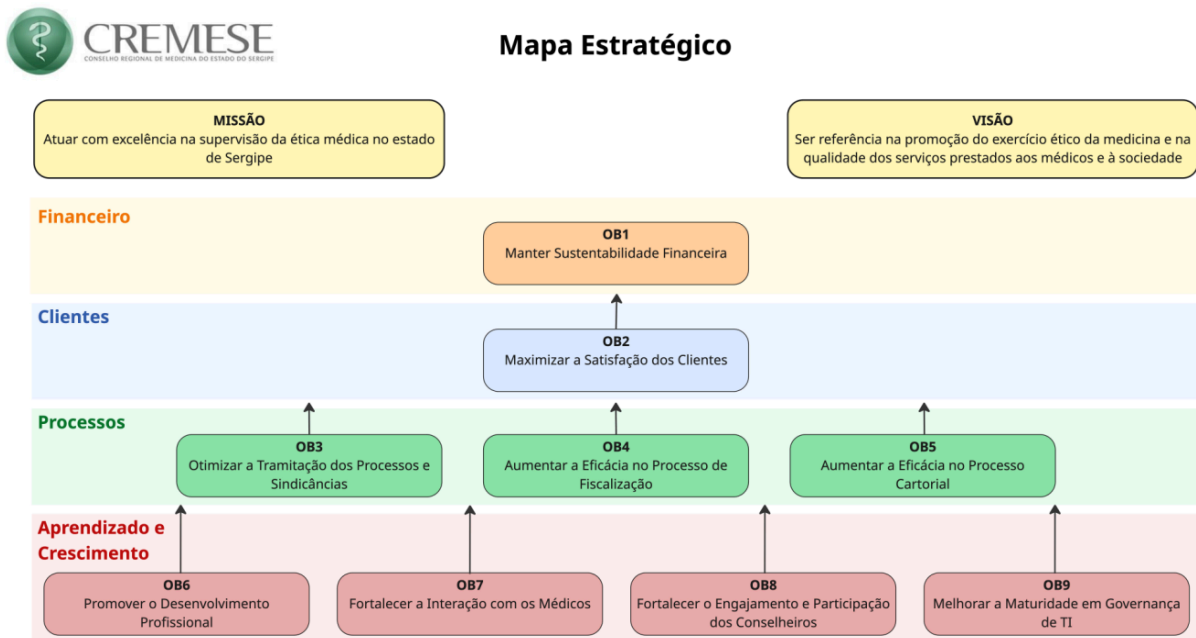 CREMESE
CONSELHO REGIONAL DE MEDICINA DO ESTADO DO SERGIPE
Mapa Estratégico
MISSÃO
Atuar com excelência na supervisão da ética médica no estado
de Sergipe
VISÃO
Ser referência na promoção do exercício ético da medicina e na
qualidade dos serviços prestados aos médicos e à sociedade
Financeiro
OB1
Manter Sustentabilidade Financeira
Clientes
OB2
Maximizar a Satisfação dos Clientes
Processos
OB3
Otimizar a Tramitação dos Processos e
Sindicâncias
OB4
Aumentar a Eficácia no Processo de
Fiscalização
OB5
Aumentar a Eficácia no Processo
Cartorial
Aprendizado e
Crescimento
OB6
Promover o Desenvolvimento
Profissional
OB7
Fortalecer a Interação com os Médicos
OB8
Fortalecer o Engajamento e Participação
dos Conselheiros
OB9
Melhorar a Maturidade em Governança
de TI